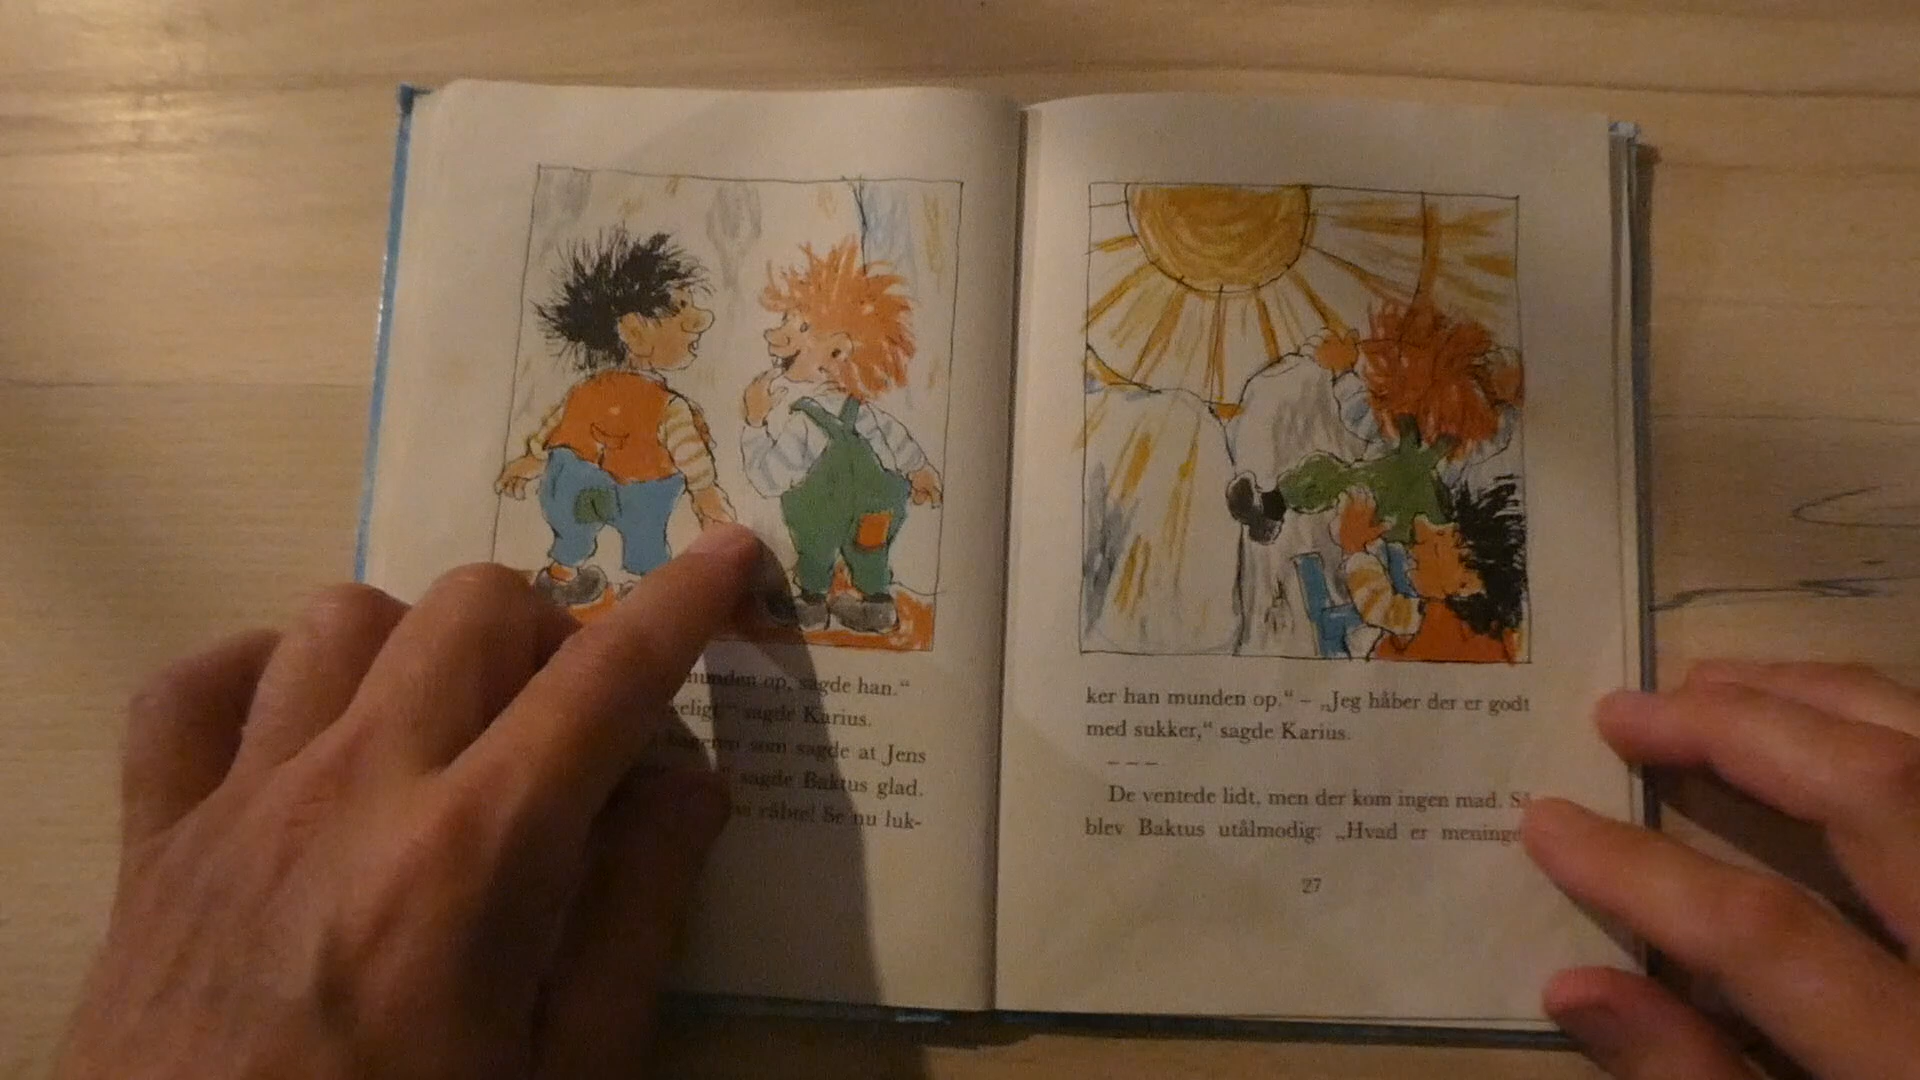 munden op, sagde han.“
sagde Karius.
bageren som sagde at Jens
sagde Baktus glad.
vi råbte! Se nu luk-
ker han munden op.“ – „Jeg håber der er godt
med sukker,“ sagde Karius.
– – –
De ventede lidt, men der kom ingen mad. Så
blev Baktus utålmodig: „Hvad er
27